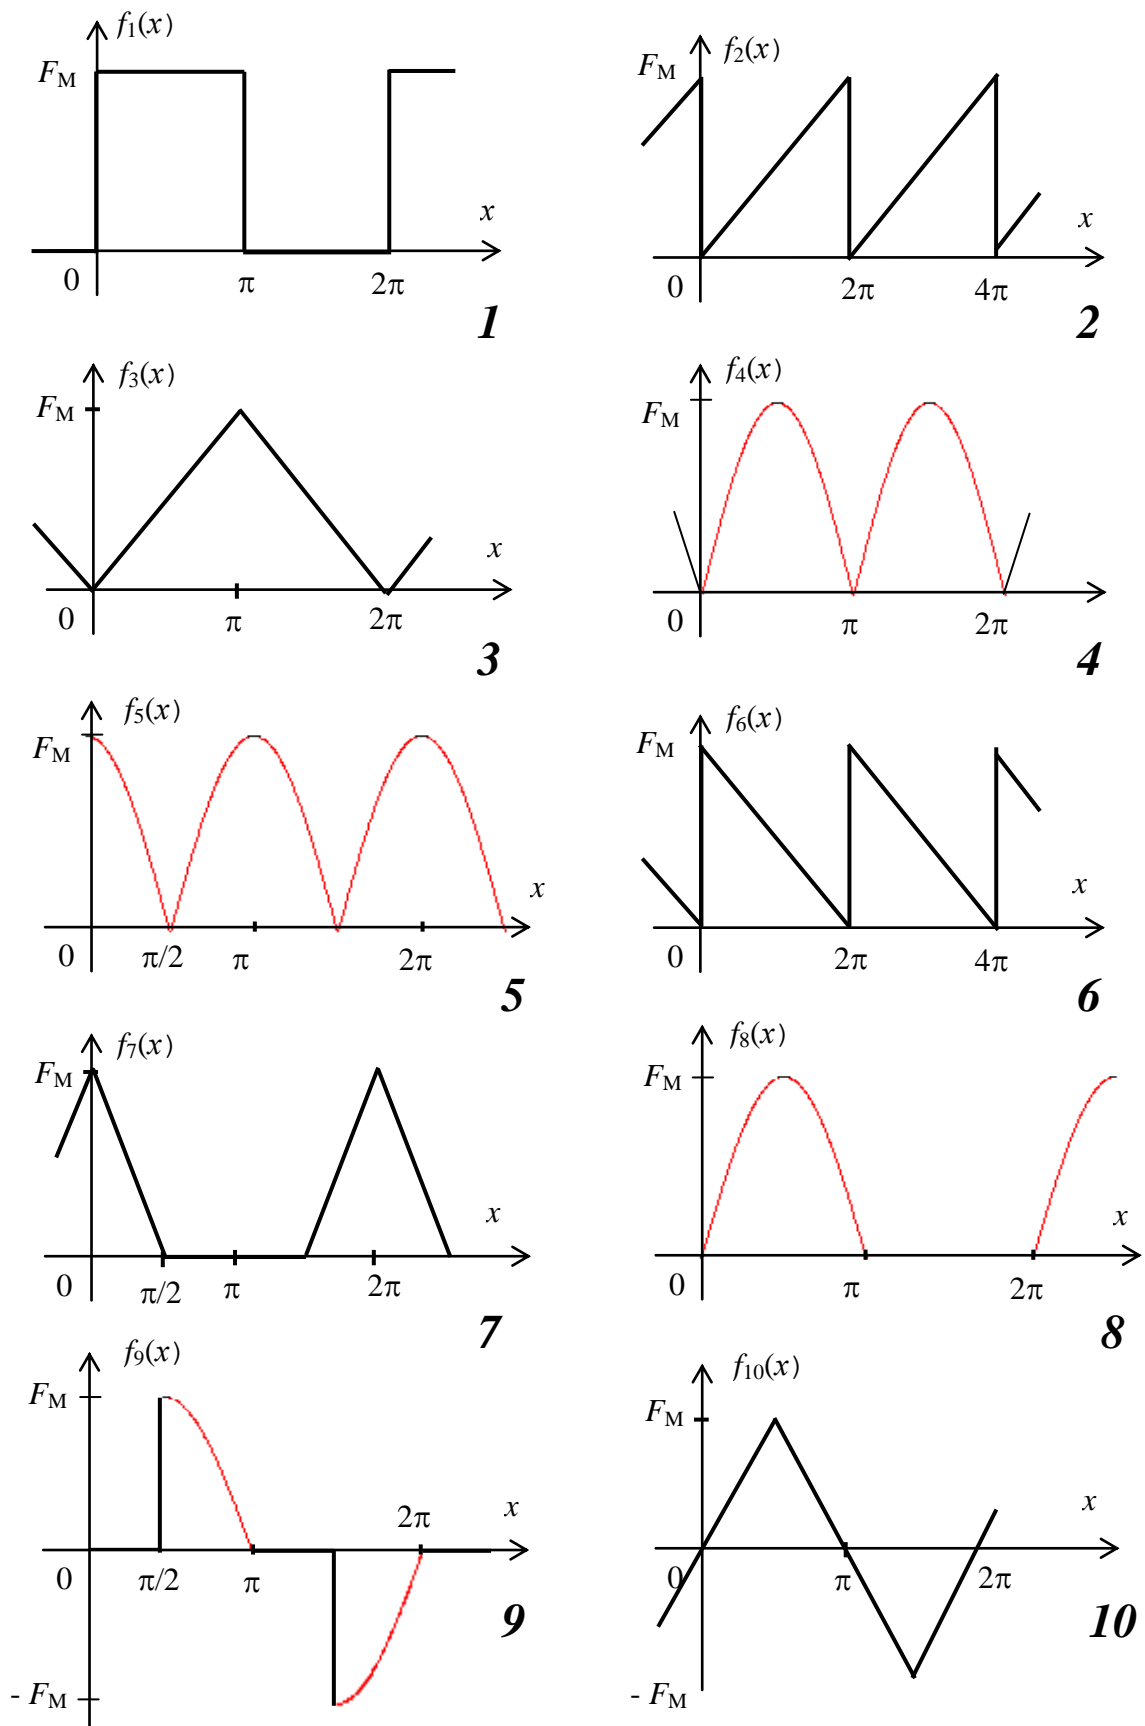 f1(x)
FM
x
0 π 2π
1
f2(x)
FM
x
0 2π 4π
2
f3(x)
FM
x
0 π 2π
3
f4(x)
FM
x
0 π 2π
4
f5(x)
FM
x
0 π/2 π 2π
5
f6(x)
FM
x
0 2π 4π
6
f7(x)
FM
x
0 π/2 π 2π
7
f8(x)
FM
x
0 π 2π
8
f9(x)
FM
x
2π
0 π/2 π
9
- FM
f10(x)
FM
x
0 π 2π
10
- FM